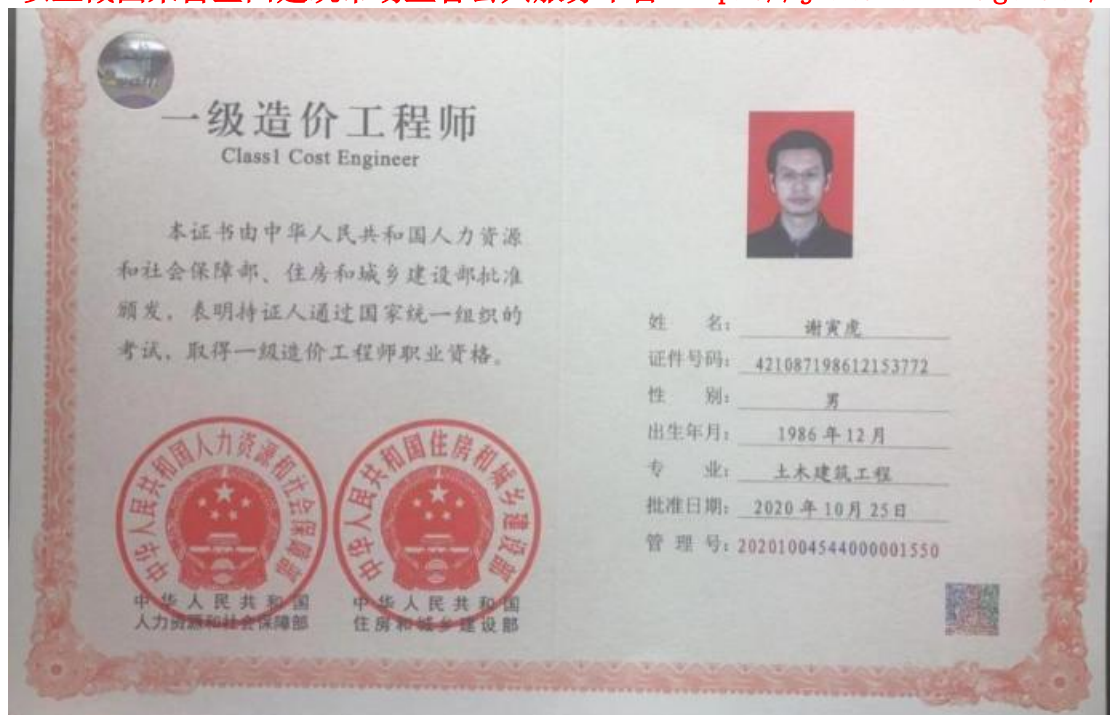 一级造价工程师
Class1 Cost Engineer
本证书由中华人民共和国人力资源
和社会保障部、住房和城乡建设部批准
颁发，表明持证人通过国家统一组织的
考试，取得一级造价工程师职业资格。
中华人民共和国人力资源和社会保障部
中华人民共和国住房和城乡建设部
中华人民共和国
人力资源和社会保障部
中华人民共和国
住房和城乡建设部
姓 名： 谢寅虎
证件号码： 421087198612153772
性 别： 男
出生年月： 1986年12月
专 业： 土木建筑工程
批准日期： 2020年10月25日
管 理 号： 20201004544000001550